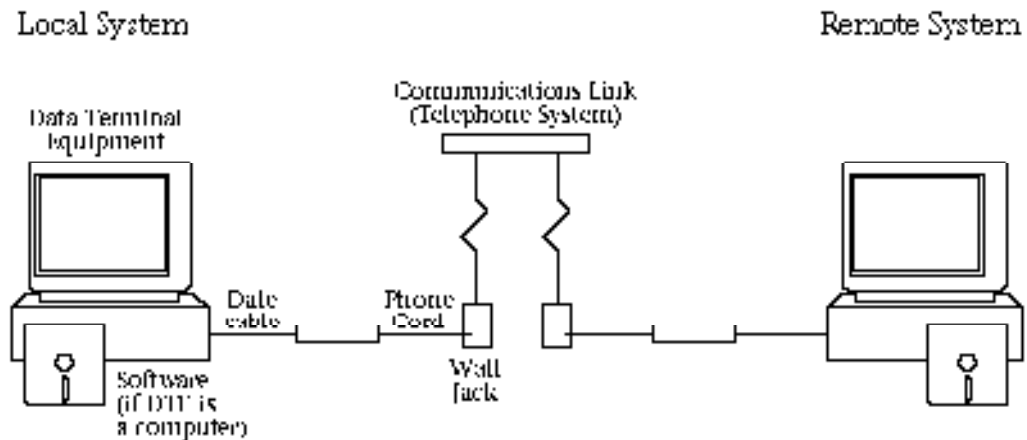 Local System
Remote System
Communications Link
(Telephone System)
Data Terminal
Equipment
Date
cable
Phone
Cord
Wall
Jack
Software
(if DTE is
a computer)